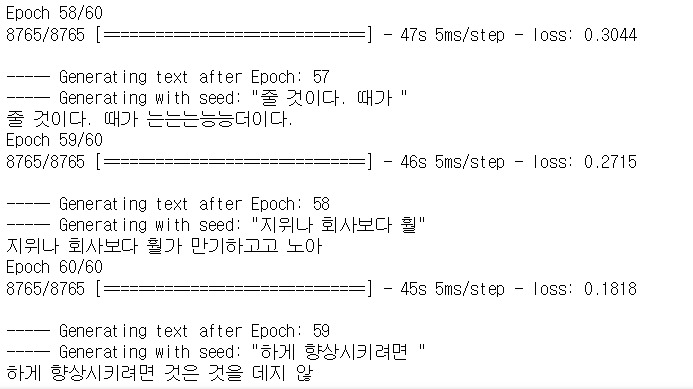 Epoch 58/60
8765/8765 [==============================] - 47s 5ms/step - loss: 0.3044
----- Generating text after Epoch: 57
----- Generating with seed: "줄 것이다. 때가 "
줄 것이다. 때가 는는는능능더이다.
Epoch 59/60
8765/8765 [==============================] - 46s 5ms/step - loss: 0.2715
----- Generating text after Epoch: 58
----- Generating with seed: "지위나 회사보다 훨"
지위나 회사보다 훨가 만기하고고 노아
Epoch 60/60
8765/8765 [==============================] - 45s 5ms/step - loss: 0.1818
----- Generating text after Epoch: 59
----- Generating with seed: "하게 향상시키려면 "
하게 향상시키려면 것은 것을 데지 않